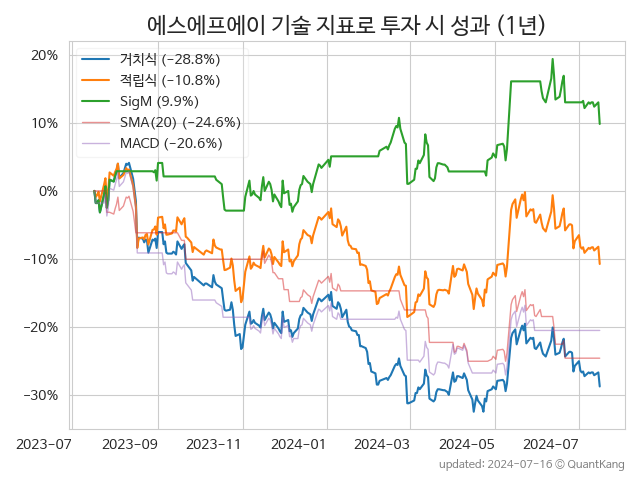 에스에프에이 기술 지표로 투자 시 성과 (1년)
거치식 (−28.8%)
적립식 (−10.8%)
SigM (9.9%)
SMA(20) (−24.6%)
MACD (−20.6%)
20%
10%
0%
−10%
−20%
−30%
2023-07 2023-09 2023-11 2024-01 2024-03 2024-05 2024-07
updated: 2024-07-16 © QuantKang